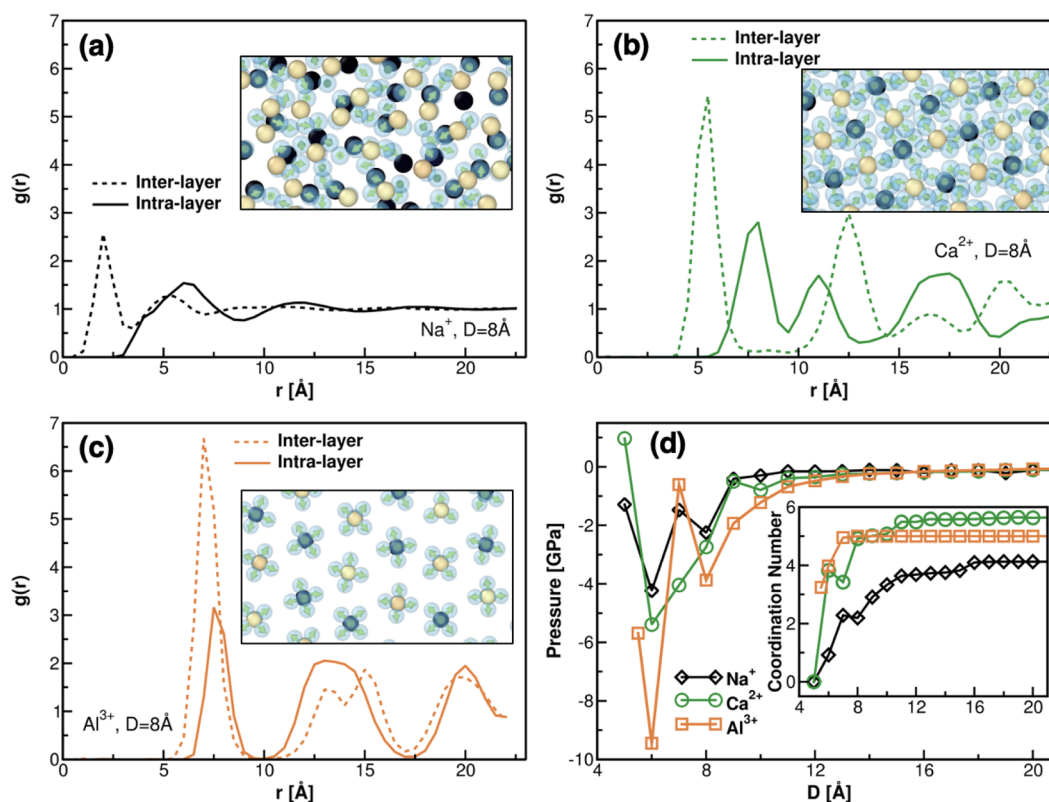 (a)
7
6
5
4
3
2
1
0
g(r)
Inter-layer
Intra-layer
Na⁺, D=8Å
0 5 10 15 20
r [Å]
(b)
7
6
5
4
3
2
1
0
g(r)
Inter-layer
Intra-layer
Ca²⁺, D=8Å
0 5 10 15 20
r [Å]
(c)
7
6
5
4
3
2
1
0
g(r)
Inter-layer
Intra-layer
Al³⁺, D=8Å
0 5 10 15 20
r [Å]
(d)
0
-2
-4
-6
-8
-10
Pressure [GPa]
Na⁺
Ca²⁺
Al³⁺
4 8 12 16 20
D [Å]
6
4
2
0
Coordination Number
4 6 8 10 12 14 16 18 20